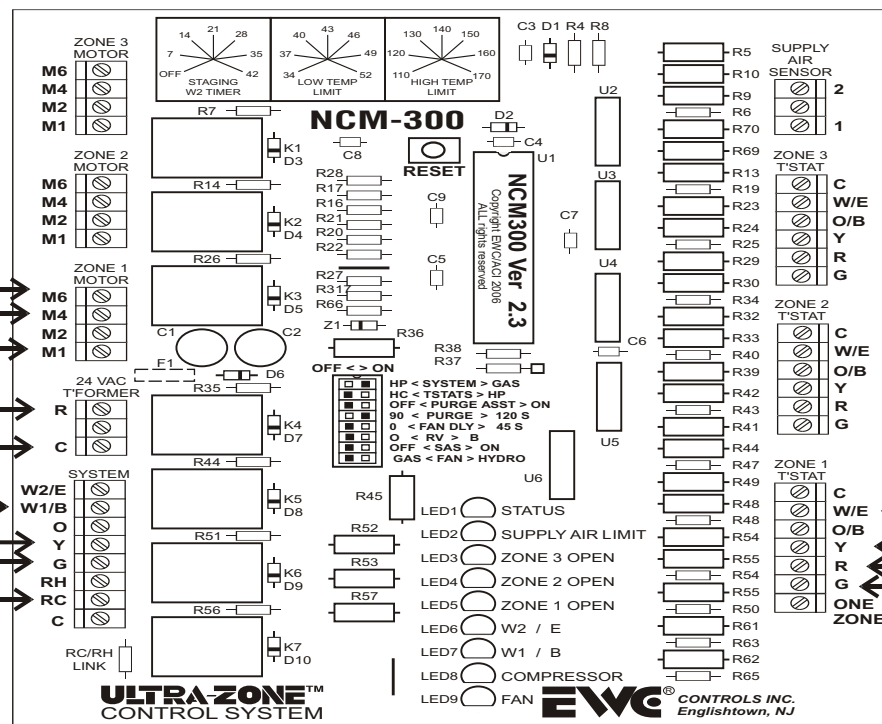 ZONE 3
MOTOR
M6
M4
M2
M1
ZONE 2
MOTOR
M6
M4
M2
M1
ZONE 1
MOTOR
M6
M4
M2
M1
24 VAC
T'FORMER
R
C
SYSTEM
W2/E
W1/B
O
Y
G
RH
RC
C
RC/RH
LINK
OFF 7 14 21 28 35 42
STAGING
W2 TIMER
34 37 40 43 46 49 52
LOW TEMP
LIMIT
110 120 130 140 150 160 170
HIGH TEMP
LIMIT
C3 D1 R4 R8
R7
K1
D3
R14
K2
D4
R26
K3
D5
C1 C2
F1
D6
R35
K4
D7
R44
K5
D8
R51
K6
D9
R56
K7
D10
NCM-300
C8
RESET
D2
C4
U1
R28
R17
R16
R21
R20
R22
R27
R317
R66
Z1
R36
C9
C5
NCM300 Ver 2.3
Copyright EWC/ACI 2006
ALL rights reserved
R38
R37
C7
U2
U3
U4
C6
U5
U6
OFF < > ON
HP < SYSTEM > GAS
HC < TSTATS > HP
OFF < PURGE ASST > ON
90 < PURGE > 120 S
0 < FAN DLY > 45 S
O < RV > B
OFF < SAS > ON
GAS < FAN > HYDRO
R45
R52
R53
R57
LED1 STATUS
LED2 SUPPLY AIR LIMIT
LED3 ZONE 3 OPEN
LED4 ZONE 2 OPEN
LED5 ZONE 1 OPEN
LED6 W2 / E
LED7 W1 / B
LED8 COMPRESSOR
LED9 FAN
R5
R10
R9
R6
R70
R69
R13
R19
R23
R24
R25
R29
R30
R34
R32
R33
R40
R39
R42
R43
R41
R44
R47
R49
R48
R48
R54
R55
R54
R55
R50
R61
R63
R62
R65
SUPPLY
AIR
SENSOR
2
1
ZONE 3
T'STAT
C
W/E
O/B
Y
R
G
ZONE 2
T'STAT
C
W/E
O/B
Y
R
G
ZONE 1
T'STAT
C
W/E
O/B
Y
R
G
ONE
ZONE
ULTRA-ZONE™
CONTROL SYSTEM
EWC® CONTROLS INC.
Englishtown, NJ